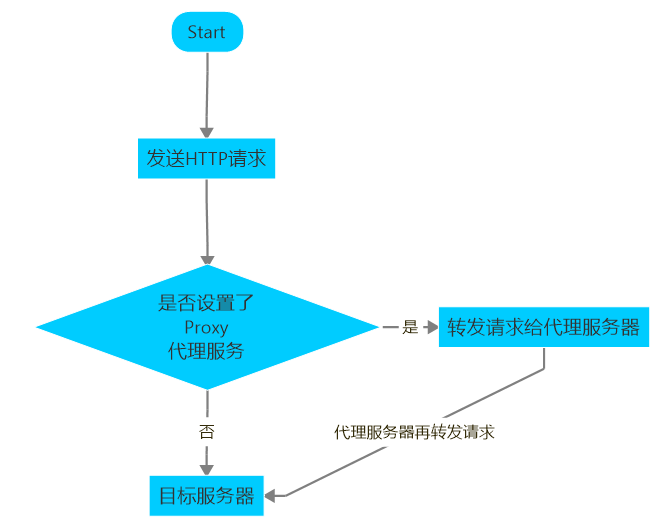 Start
发送HTTP请求
是否设置了
Proxy
代理服务
是
转发请求给代理服务器
否
代理服务器再转发请求
目标服务器